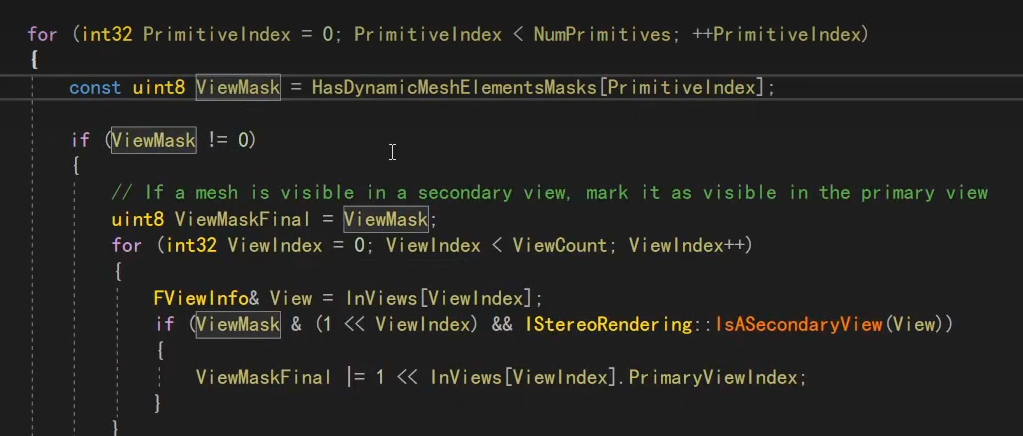 for (int32 PrimitiveIndex = 0; PrimitiveIndex < NumPrimitives; ++PrimitiveIndex)
{
const uint8 ViewMask = HasDynamicMeshElementsMasks[PrimitiveIndex];
if (ViewMask != 0)
{
// If a mesh is visible in a secondary view, mark it as visible in the primary view
uint8 ViewMaskFinal = ViewMask;
for (int32 ViewIndex = 0; ViewIndex < ViewCount; ViewIndex++)
{
FViewInfo& View = InViews[ViewIndex];
if (ViewMask & (1 << ViewIndex) && IStereoRendering::IsASecondaryView(View))
{
ViewMaskFinal |= 1 << InViews[ViewIndex].PrimaryViewIndex;
}
}